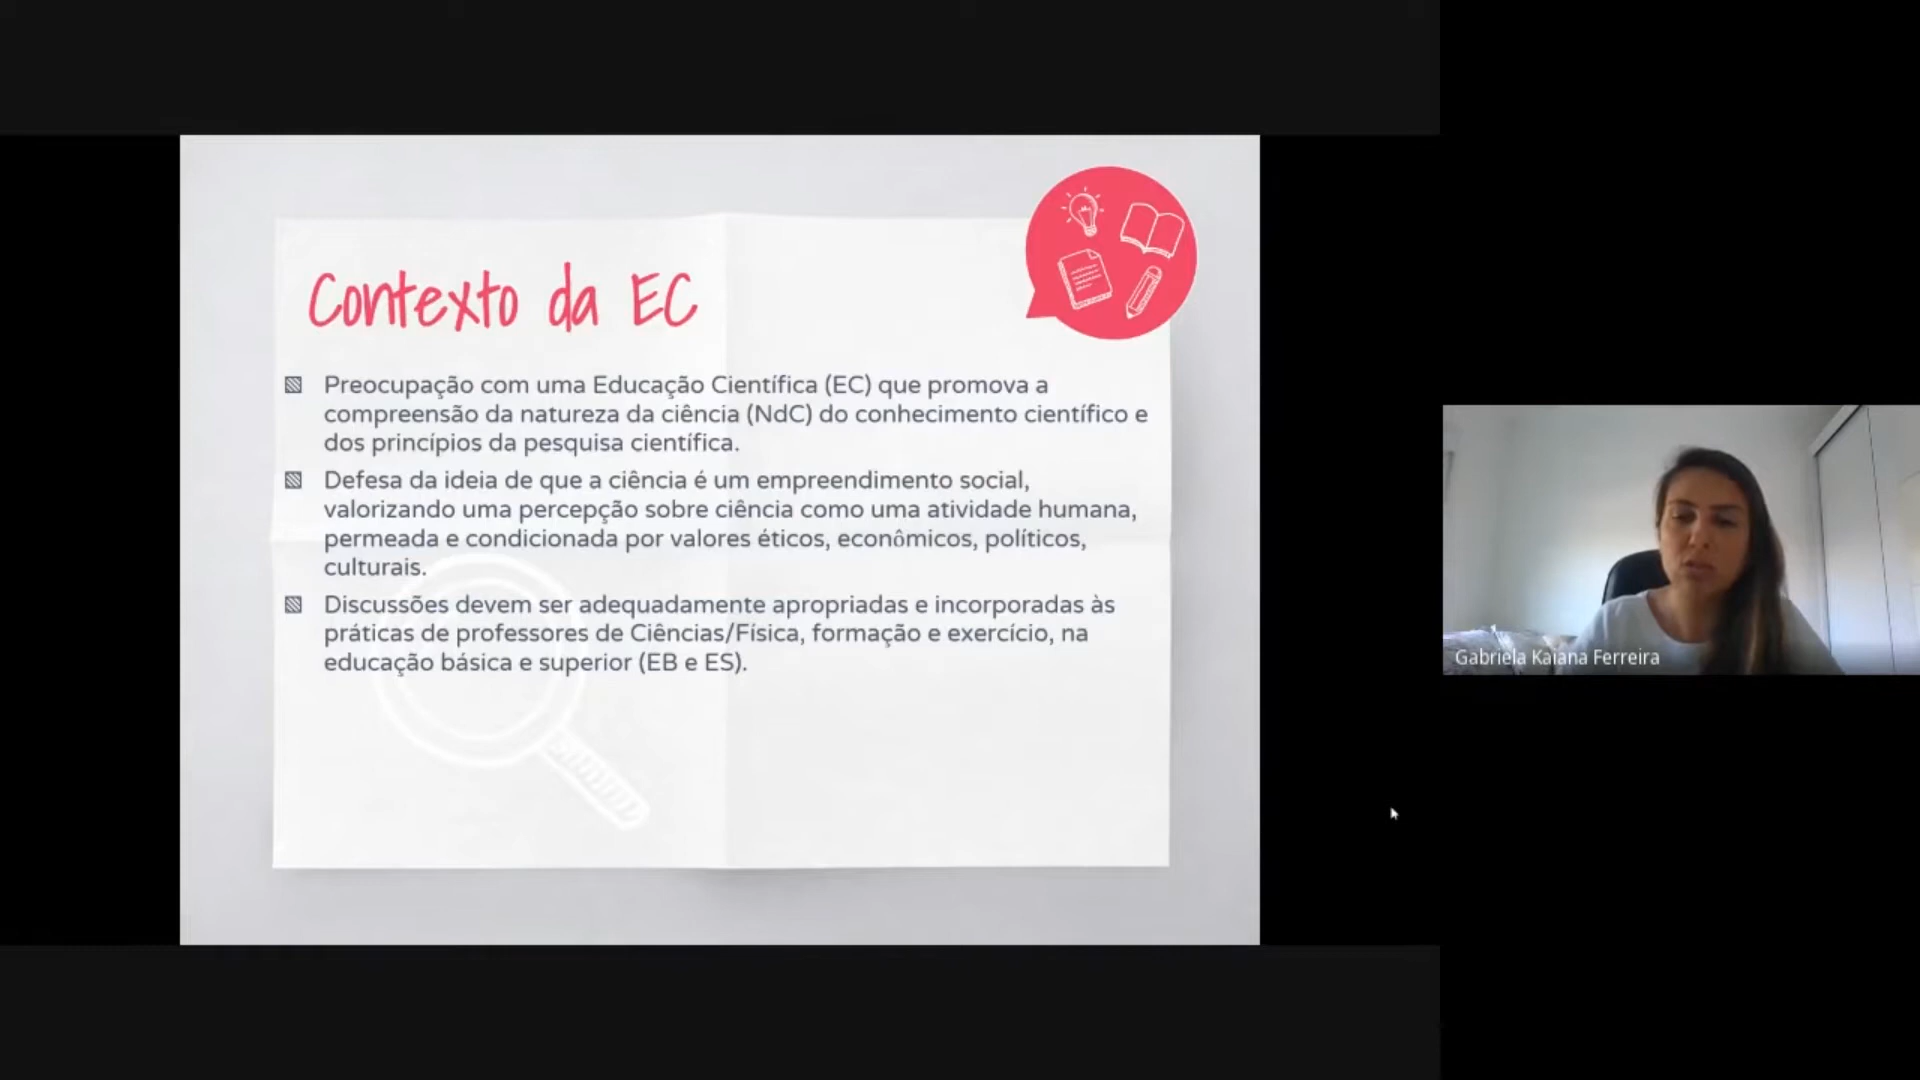 Contexto da EC
Preocupação com uma Educação Científica (EC) que promova a
compreensão da natureza da ciência (NdC) do conhecimento científico e
dos princípios da pesquisa científica.
Defesa da ideia de que a ciência é um empreendimento social,
valorizando uma percepção sobre ciência como uma atividade humana,
permeada e condicionada por valores éticos, econômicos, políticos,
culturais.
Discussões devem ser adequadamente apropriadas e incorporadas às
práticas de professores de Ciências/Física, formação e exercício, na
educação básica e superior (EB e ES).
Gabriela Kaiana Ferreira